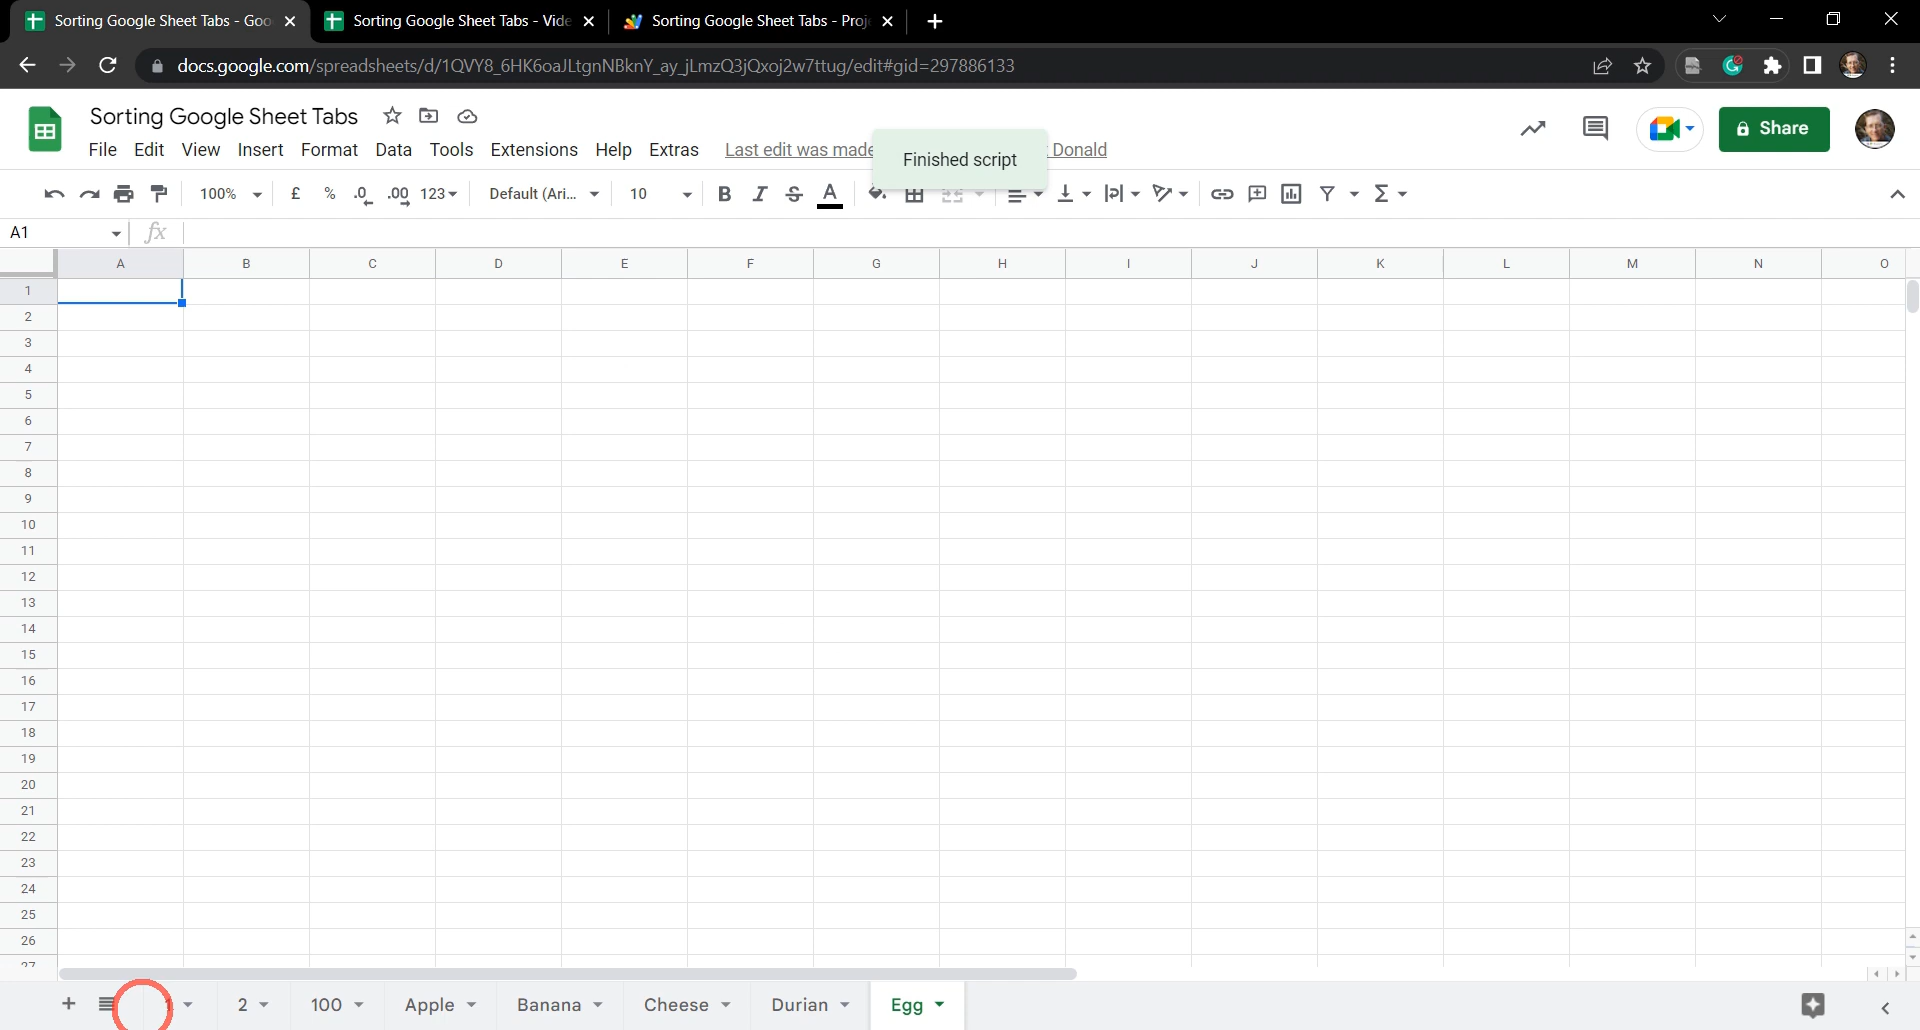 Sorting Google Sheet Tabs - Goo
Sorting Google Sheet Tabs - Vide
Sorting Google Sheet Tabs - Proj
docs.google.com/spreadsheets/d/1QVY8_6HK6oaJLtgnNBknY_ay_jLmzQ3jQxoj2w7ttug/edit#gid=297886133
Sorting Google Sheet Tabs
Share
File Edit View Insert Format Data Tools Extensions Help Extras Last edit was made Donald
Finished script
100% £ % .0 .00 123 Default (Ari... 10 B I S A Σ
A1 fx
A B C D E F G H I J K L M N O
1
2
3
4
5
6
7
8
9
10
11
12
13
14
15
16
17
18
19
20
21
22
23
24
25
26
27
1 2 100 Apple Banana Cheese Durian Egg